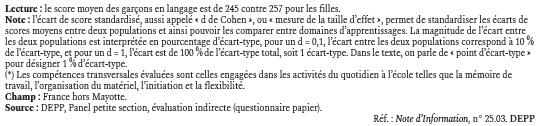 Lecture : le score moyen des garçons en langage est de 245 contre 257 pour les filles.
Note : l'écart de score standardisé, aussi appelé « d de Cohen », ou « mesure de la taille d'effet », permet de standardiser les écarts de
scores moyens entre deux populations et ainsi pouvoir les comparer entre domaines d'apprentissages. La magnitude de l'écart entre
les deux populations est interprétée en pourcentage d'écart-type, pour un d = 0,1, l'écart entre les deux populations correspond à 10 %
de l'écart-type, et pour un d = 1, l'écart est de 100 % de l'écart-type total, soit 1 écart-type. Dans le texte, on parle de « point d'écart-type »
pour désigner 1 % d'écart-type.
(*) Les compétences transversales évaluées sont celles engagées dans les activités du quotidien à l'école telles que la mémoire de
travail, l'organisation du matériel, l'initiation et la flexibilité.
Champ : France hors Mayotte.
Source : DEPP, Panel petite section, évaluation indirecte (questionnaire papier).
Réf. : Note d'Information, n° 25.03. DEPP